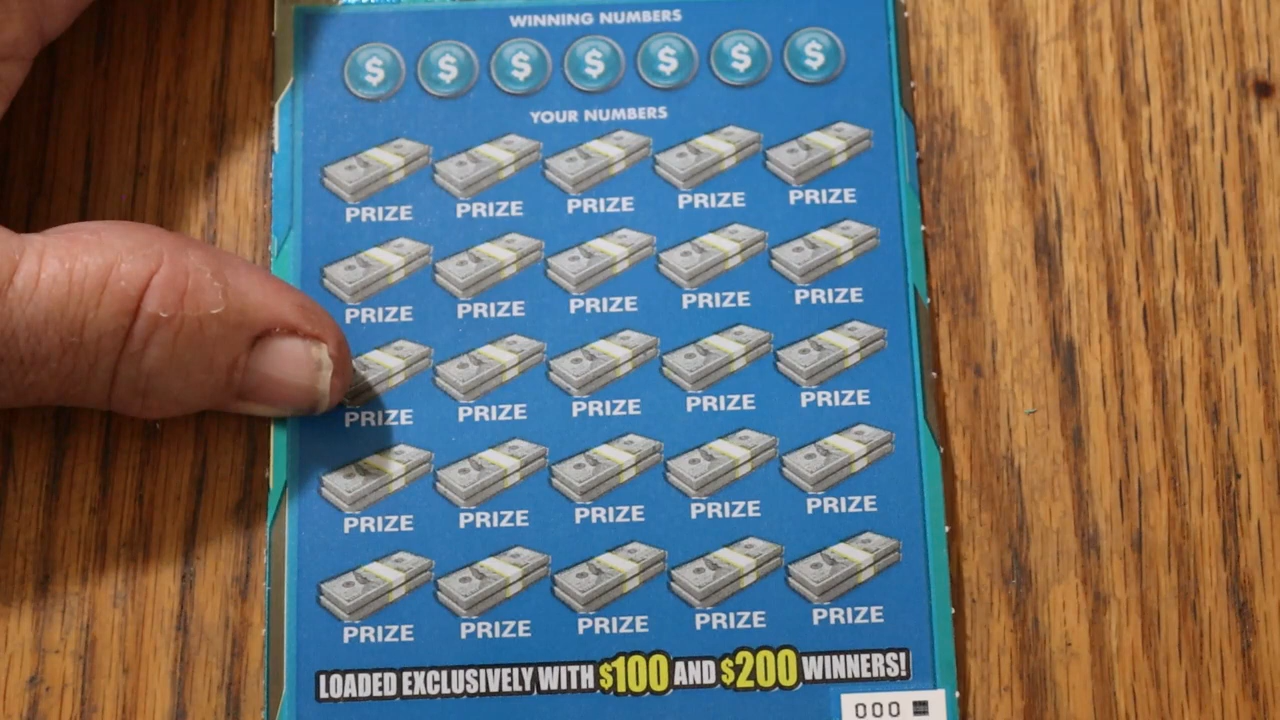 WINNING NUMBERS
$ $ $ $ $ $ $
YOUR NUMBERS
PRIZE PRIZE PRIZE PRIZE PRIZE
PRIZE PRIZE PRIZE PRIZE PRIZE
PRIZE PRIZE PRIZE PRIZE PRIZE
PRIZE PRIZE PRIZE PRIZE PRIZE
PRIZE PRIZE PRIZE PRIZE PRIZE
LOADED EXCLUSIVELY WITH $100 AND $200 WINNERS!
000